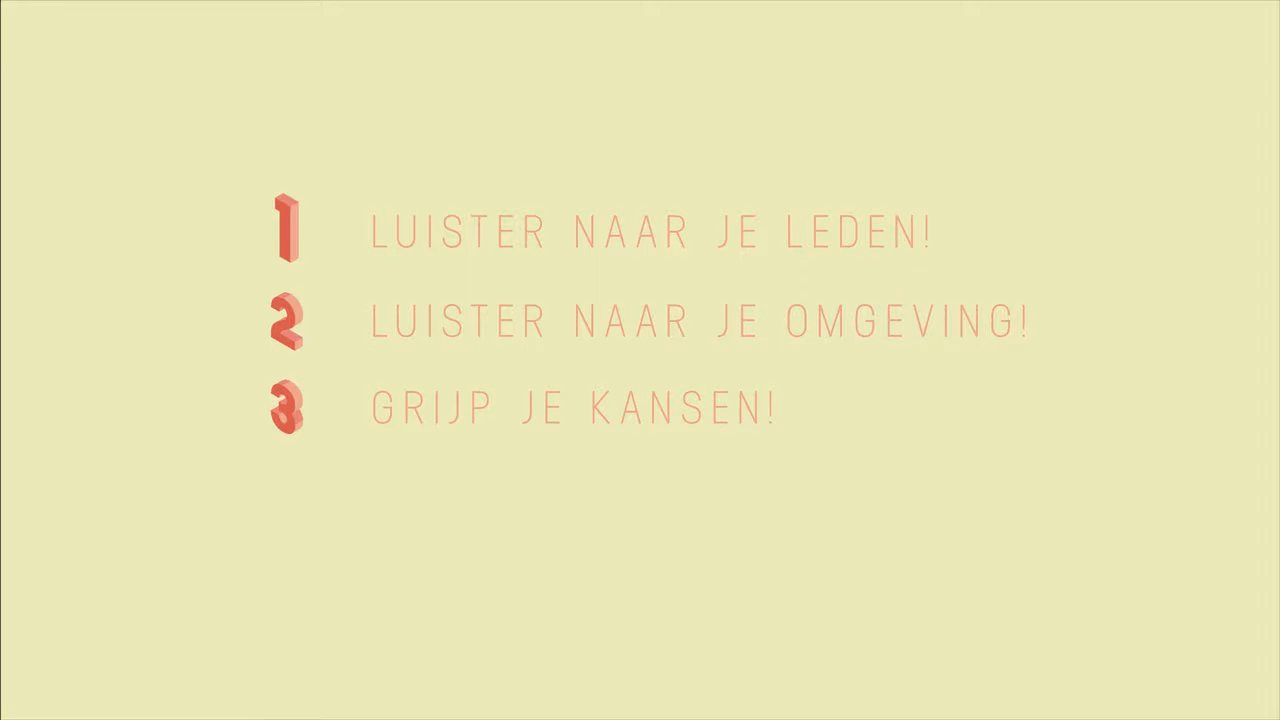 1 LUISTER NAAR JE LEDEN!
2 LUISTER NAAR JE OMGEVING!
3 GRIJP JE KANSEN!